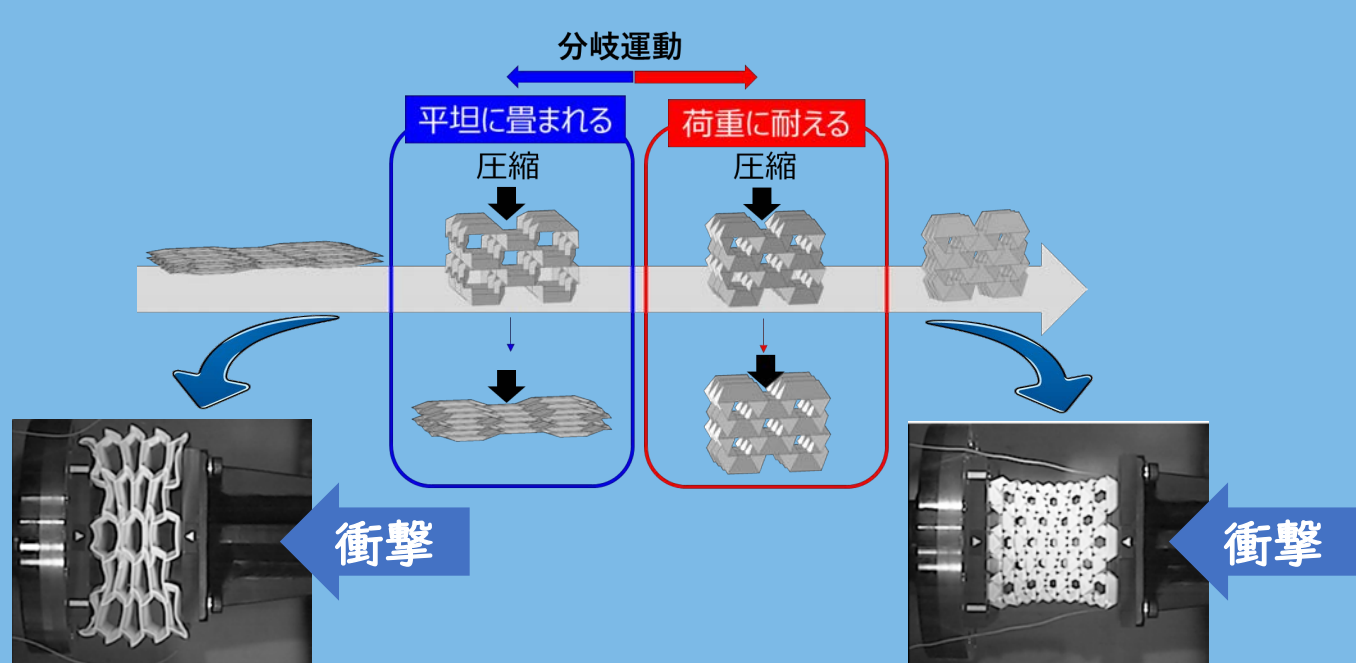 分岐運動
平坦に畳まれる
荷重に耐える
圧縮
圧縮
衝撃
衝撃